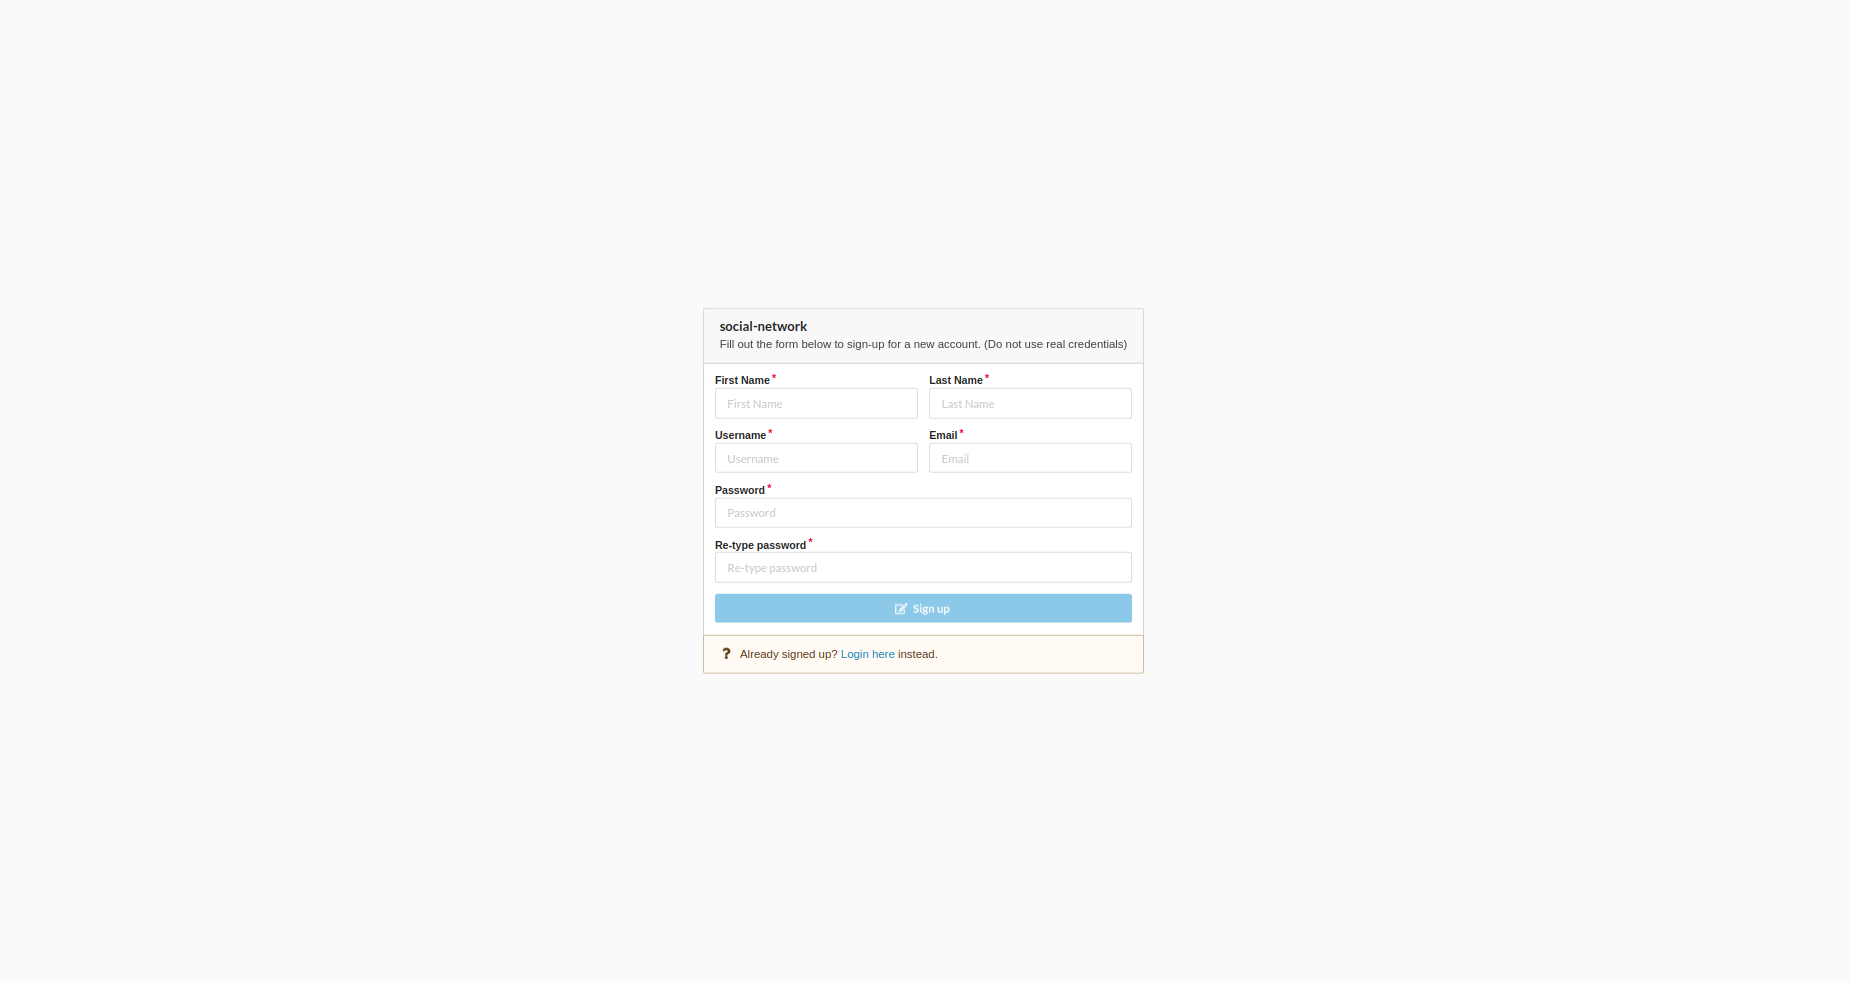 social-network
Fill out the form below to sign-up for a new account. (Do not use real credentials)
First Name *
Last Name *
First Name
Last Name
Username *
Email *
Username
Email
Password *
Password
Re-type password *
Re-type password
Sign up
? Already signed up? Login here instead.